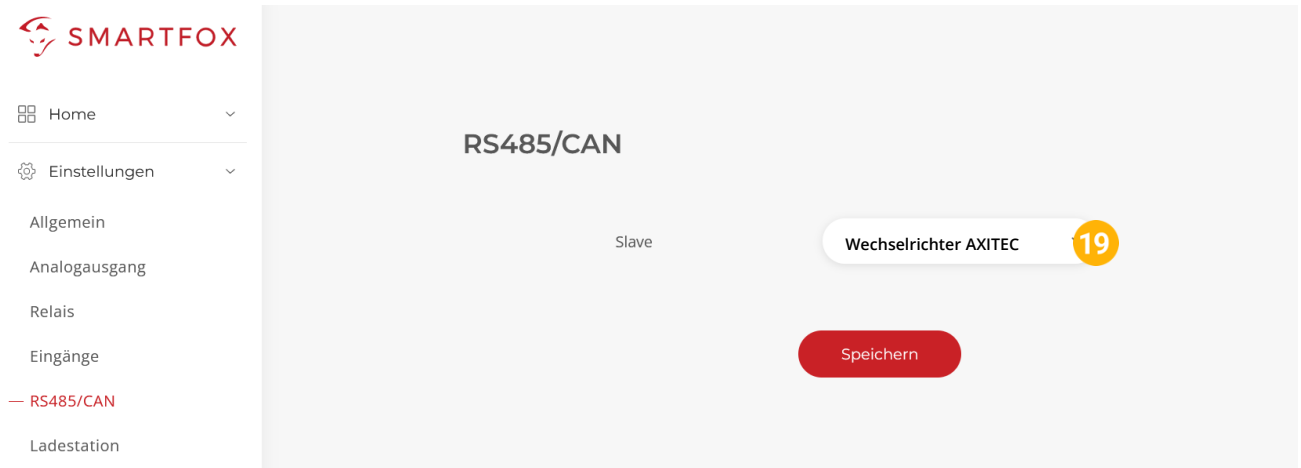 SMARTFOX
Home
Einstellungen
Allgemein
Analogausgang
Relais
Eingänge
RS485/CAN
Ladestation
RS485/CAN
Slave
Wechselrichter AXITEC
19
Speichern